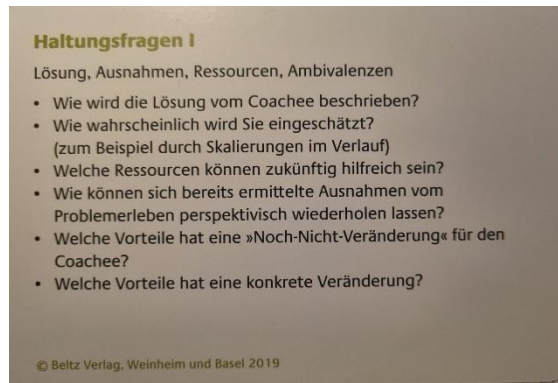 Haltungsfragen I
Lösung, Ausnahmen, Ressourcen, Ambivalenzen
• Wie wird die Lösung vom Coachee beschrieben?
• Wie wahrscheinlich wird Sie eingeschätzt?
(zum Beispiel durch Skalierungen im Verlauf)
• Welche Ressourcen können zukünftig hilfreich sein?
• Wie können sich bereits ermittelte Ausnahmen vom
Problemerleben perspektivisch wiederholen lassen?
• Welche Vorteile hat eine »Noch-Nicht-Veränderung« für den
Coachee?
• Welche Vorteile hat eine konkrete Veränderung?
© Beltz Verlag, Weinheim und Basel 2019